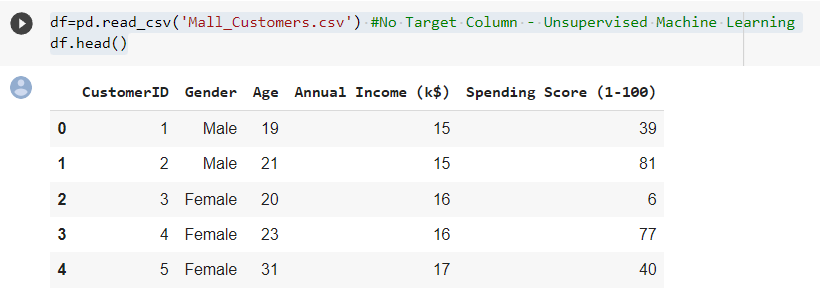 df=pd.read_csv('Mall_Customers.csv') #No Target Column - Unsupervised Machine Learning
df.head()
CustomerID Gender Age Annual Income (k$) Spending Score (1-100)
0 1 Male 19 15 39
1 2 Male 21 15 81
2 3 Female 20 16 6
3 4 Female 23 16 77
4 5 Female 31 17 40